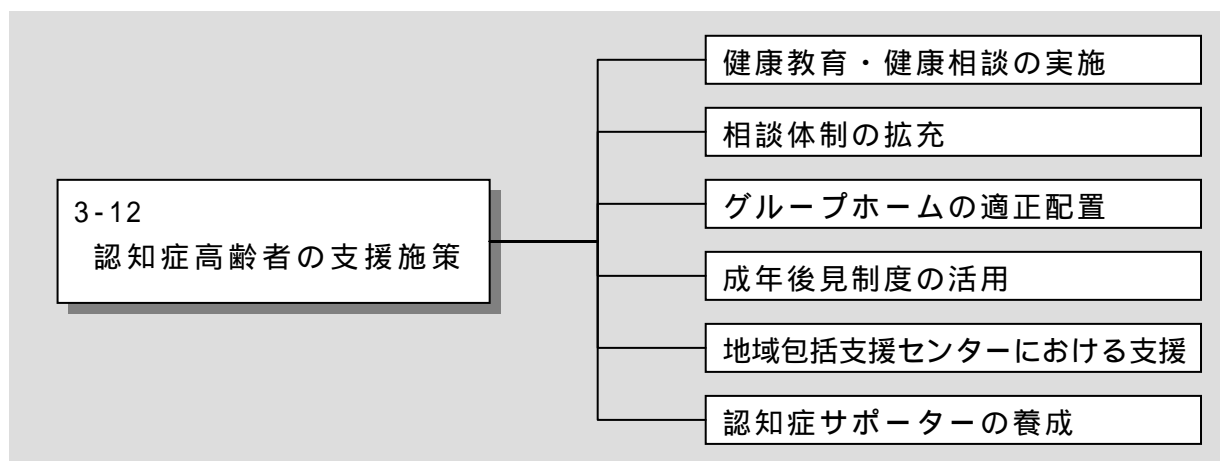 3-12
認知症高齢者の支援施策
健康教育・健康相談の実施
相談体制の拡充
グループホームの適正配置
成年後見制度の活用
地域包括支援センターにおける支援
認知症サポーターの養成